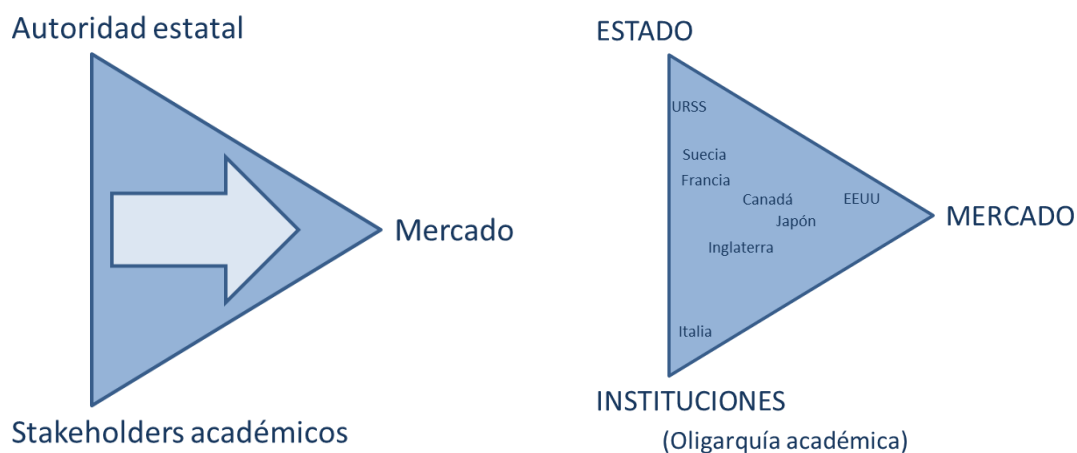 Autoridad estatal
Mercado
Stakeholders académicos
ESTADO
URSS
Suecia
Francia
Canadá
EEUU
Japón
MERCADO
Inglaterra
Italia
INSTITUCIONES
(Oligarquía académica)